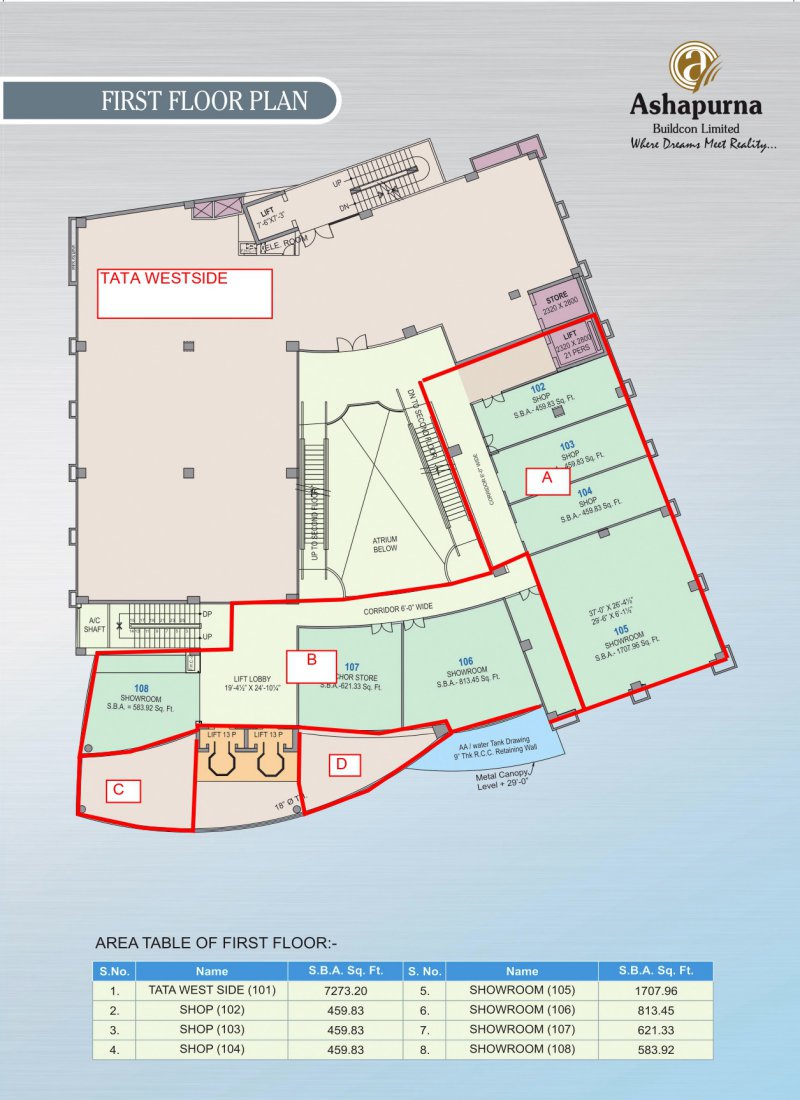 FIRST FLOOR PLAN
Ashapurna
Buildcon Limited
Where Dreams Meet Reality...
UP
DN
LIFT
7'-6"X7'-3"
ELE. ROOM
TATA WESTSIDE
STORE
2320 X 2800
LIFT
2320 X 2800
21 PERS
102
SHOP
S.B.A.- 459.83 Sq. Ft.
103
SHOP
459.83 Sq. Ft.
A
104
SHOP
S.B.A.- 459.83 Sq. Ft.
DN TO SECOND FLOOR
CORRIDOR 6'-0" WIDE
UP TO SECOND FLOOR
ATRIUM
BELOW
37'-0" X 26'-4½"
29'-6" X 6'-1½"
105
SHOWROOM
S.B.A.- 1707.96 Sq. Ft.
A/C
SHAFT
DP
UP
CORRIDOR 6'-0" WIDE
B
108
SHOWROOM
S.B.A. = 583.92 Sq. Ft.
LIFT LOBBY
19'-4½" X 24'-10¼"
107
CHOR STORE
S.B.A.-621.33 Sq. Ft.
106
SHOWROOM
S.B.A.- 813.45 Sq. Ft.
LIFT 13 P
LIFT 13 P
AA / water Tank Drawing
9" Thk R.C.C. Retaining Wall
Metal Canopy
Level + 29'-0"
C
D
18" Ø
AREA TABLE OF FIRST FLOOR:-
S.No. Name S.B.A. Sq. Ft. S. No. Name S.B.A. Sq. Ft.
1. TATA WEST SIDE (101) 7273.20 5. SHOWROOM (105) 1707.96
2. SHOP (102) 459.83 6. SHOWROOM (106) 813.45
3. SHOP (103) 459.83 7. SHOWROOM (107) 621.33
4. SHOP (104) 459.83 8. SHOWROOM (108) 583.92